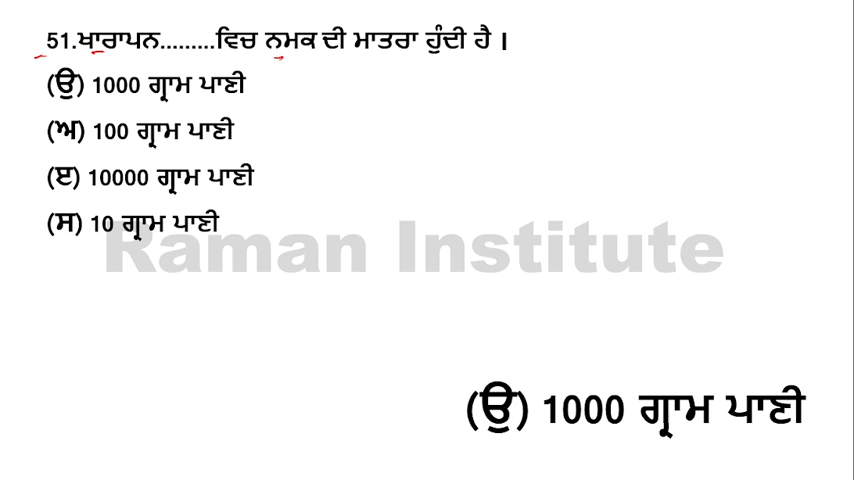 51.ਖਾਰਾਪਨ.........ਵਿਚ ਨਮਕ ਦੀ ਮਾਤਰਾ ਹੁੰਦੀ ਹੈ ।
(ੳ) 1000 ਗ੍ਰਾਮ ਪਾਣੀ
(ਅ) 100 ਗ੍ਰਾਮ ਪਾਣੀ
(ੲ) 10000 ਗ੍ਰਾਮ ਪਾਣੀ
(ਸ) 10 ਗ੍ਰਾਮ ਪਾਣੀ
Raman Institute
(ੳ) 1000 ਗ੍ਰਾਮ ਪਾਣੀ